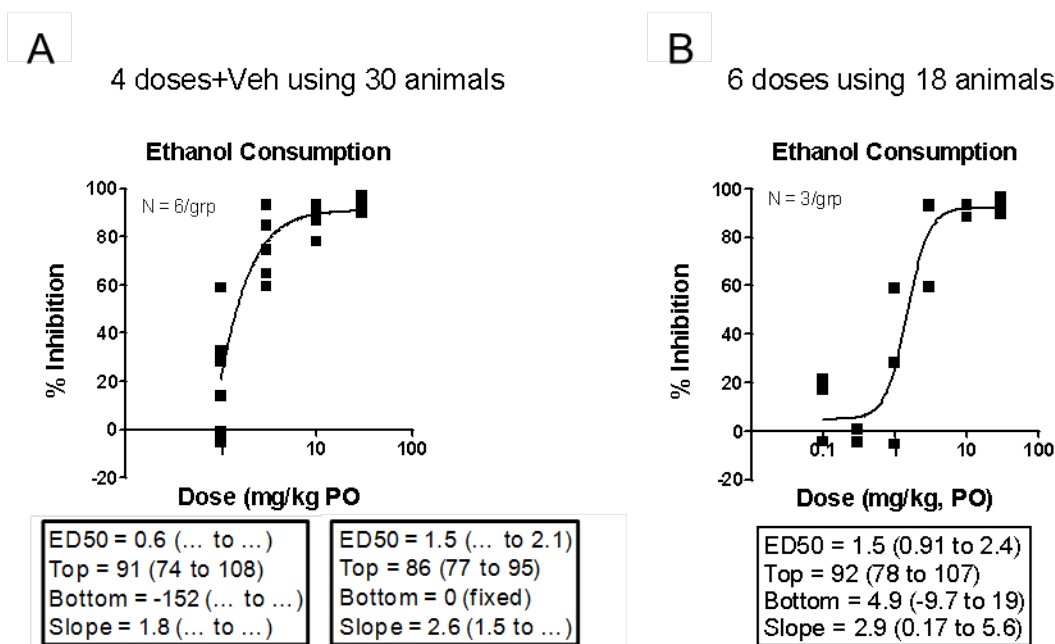 A
4 doses+Veh using 30 animals
Ethanol Consumption
N = 6/grp
100
80
60
40
20
0
-20
% Inhibition
1
10
100
Dose (mg/kg PO
ED50 = 0.6 (... to ...)
Top = 91 (74 to 108)
Bottom = -152 (... to ...)
Slope = 1.8 (... to ...)
ED50 = 1.5 (... to 2.1)
Top = 86 (77 to 95)
Bottom = 0 (fixed)
Slope = 2.6 (1.5 to ...)
B
6 doses using 18 animals
Ethanol Consumption
N = 3/grp
100
80
60
40
20
0
-20
% Inhibition
0.1
1
10
100
Dose (mg/kg, PO)
ED50 = 1.5 (0.91 to 2.4)
Top = 92 (78 to 107)
Bottom = 4.9 (-9.7 to 19)
Slope = 2.9 (0.17 to 5.6)